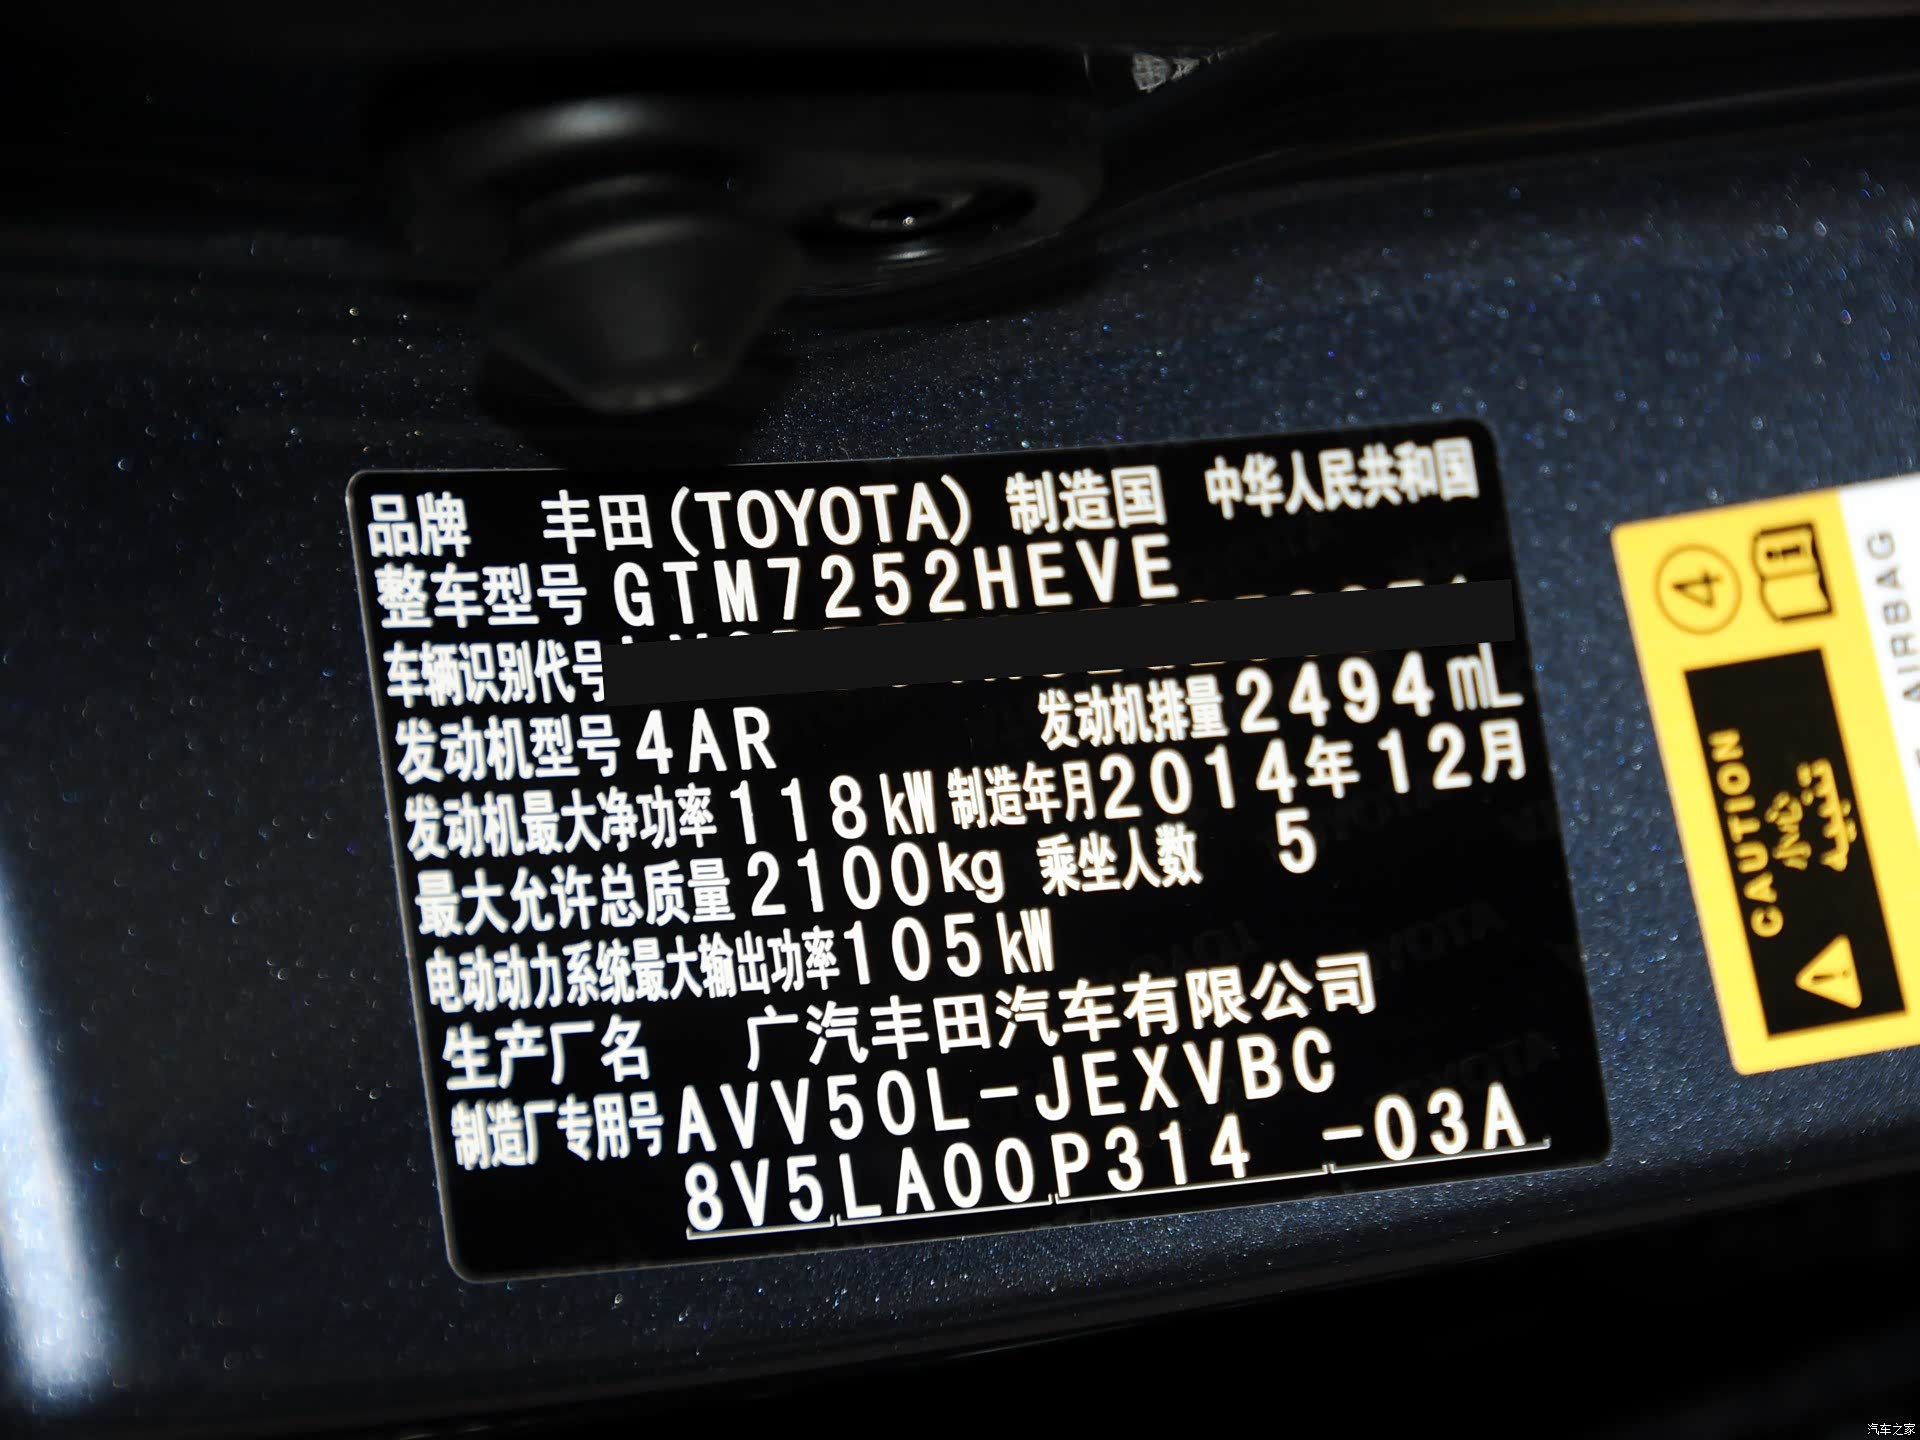 品牌 丰田(TOYOTA) 制造国 中华人民共和国
整车型号 GTM7252HEVE
车辆识别代号
发动机型号 4AR 发动机排量 2494mL
发动机最大净功率 118kW 制造年月 2014年12月
最大允许总质量 2100kg 乘坐人数 5
电动动力系统最大输出功率 105kW
生产厂名 广汽丰田汽车有限公司
制造厂专用号 AVV50L-JEXVBC
8V5LA00P314 -03A
4
CAUTION
AIRBAG
汽车之家